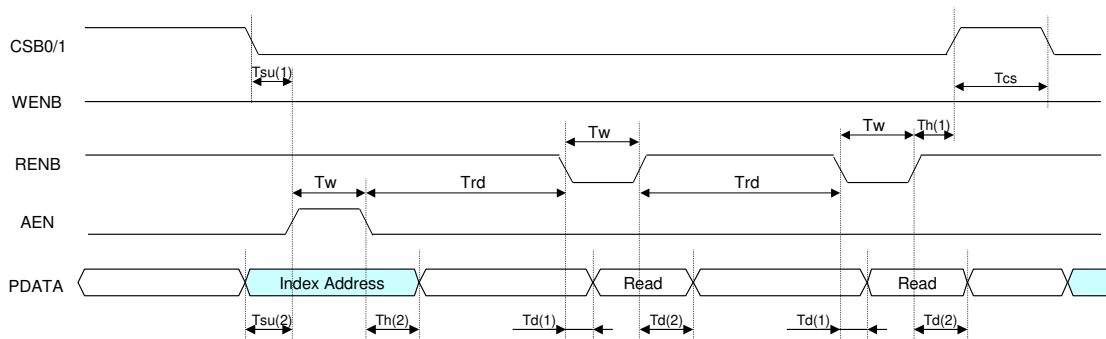 CSB0/1
Tsu(1)
Tcs
WENB
Tw
Tw
Th(1)
RENB
Tw
Trd
Trd
AEN
PDATA
Index Address
Read
Read
Tsu(2)
Th(2)
Td(1)
Td(2)
Td(1)
Td(2)